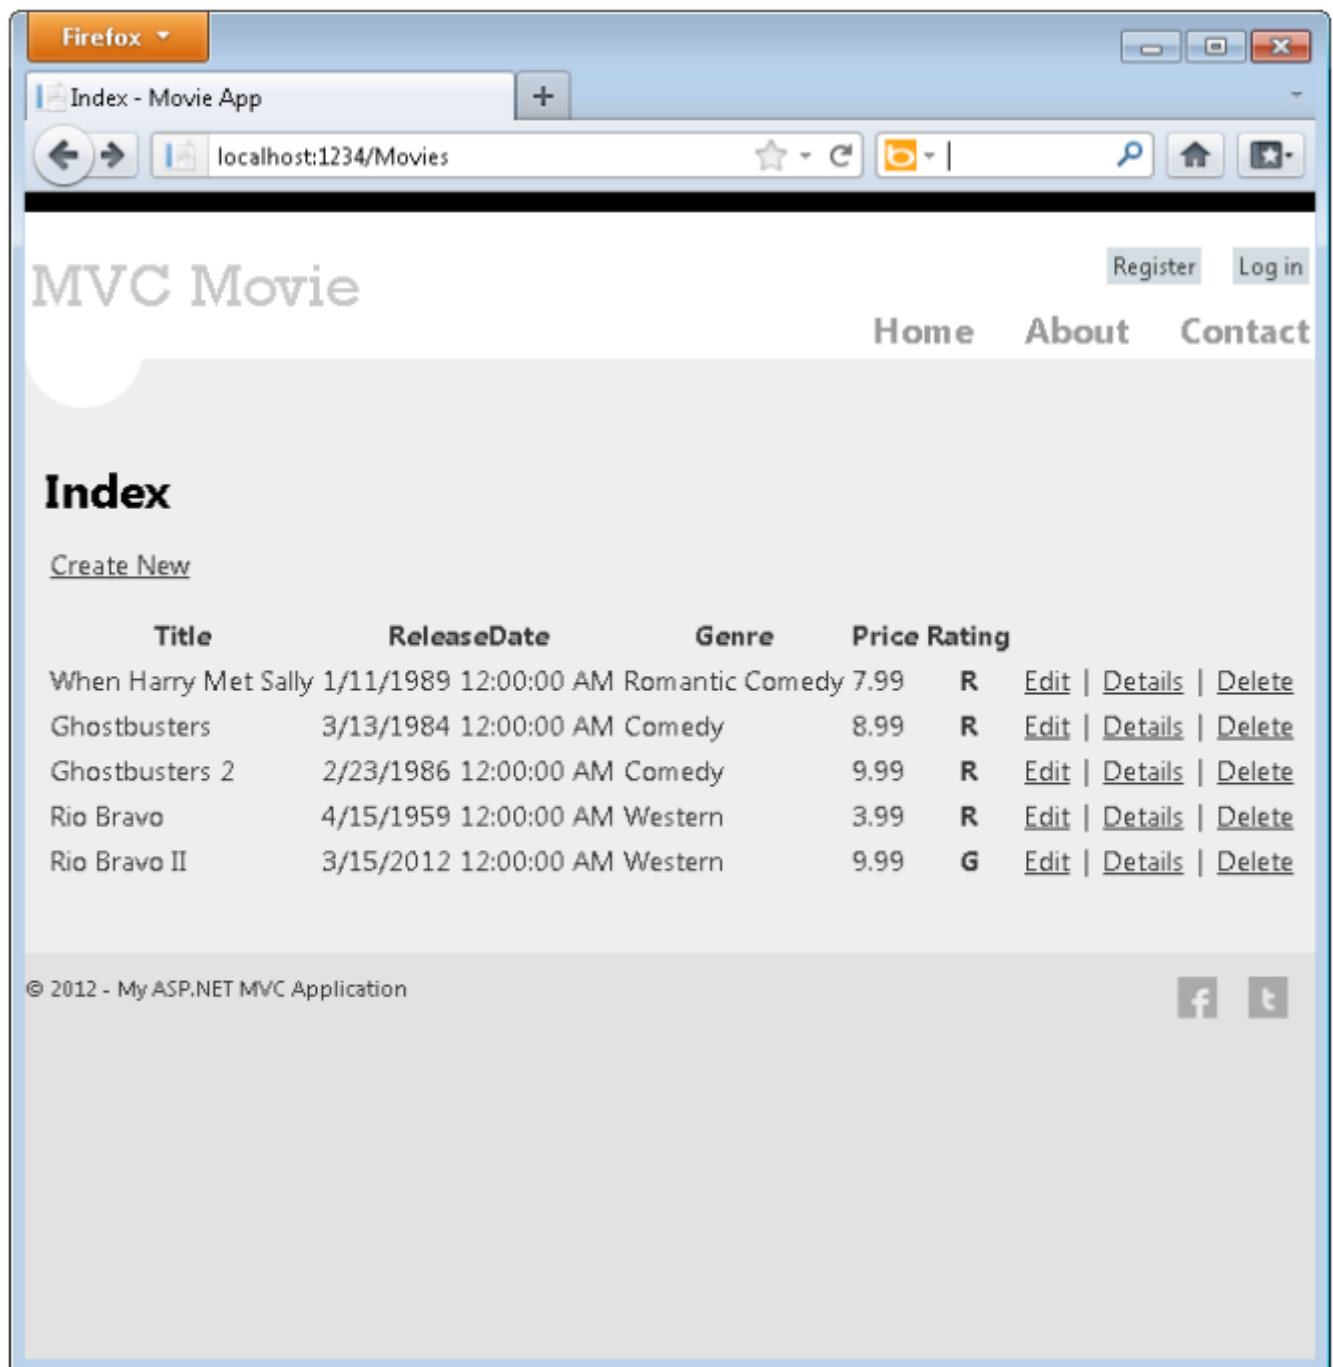 Firefox
Index - Movie App
localhost:1234/Movies
MVC Movie
Register Log in
Home About Contact
Index
Create New
Title ReleaseDate Genre Price Rating
When Harry Met Sally 1/11/1989 12:00:00 AM Romantic Comedy 7.99 R Edit | Details | Delete
Ghostbusters 3/13/1984 12:00:00 AM Comedy 8.99 R Edit | Details | Delete
Ghostbusters 2 2/23/1986 12:00:00 AM Comedy 9.99 R Edit | Details | Delete
Rio Bravo 4/15/1959 12:00:00 AM Western 3.99 R Edit | Details | Delete
Rio Bravo II 3/15/2012 12:00:00 AM Western 9.99 G Edit | Details | Delete
© 2012 - My ASP.NET MVC Application